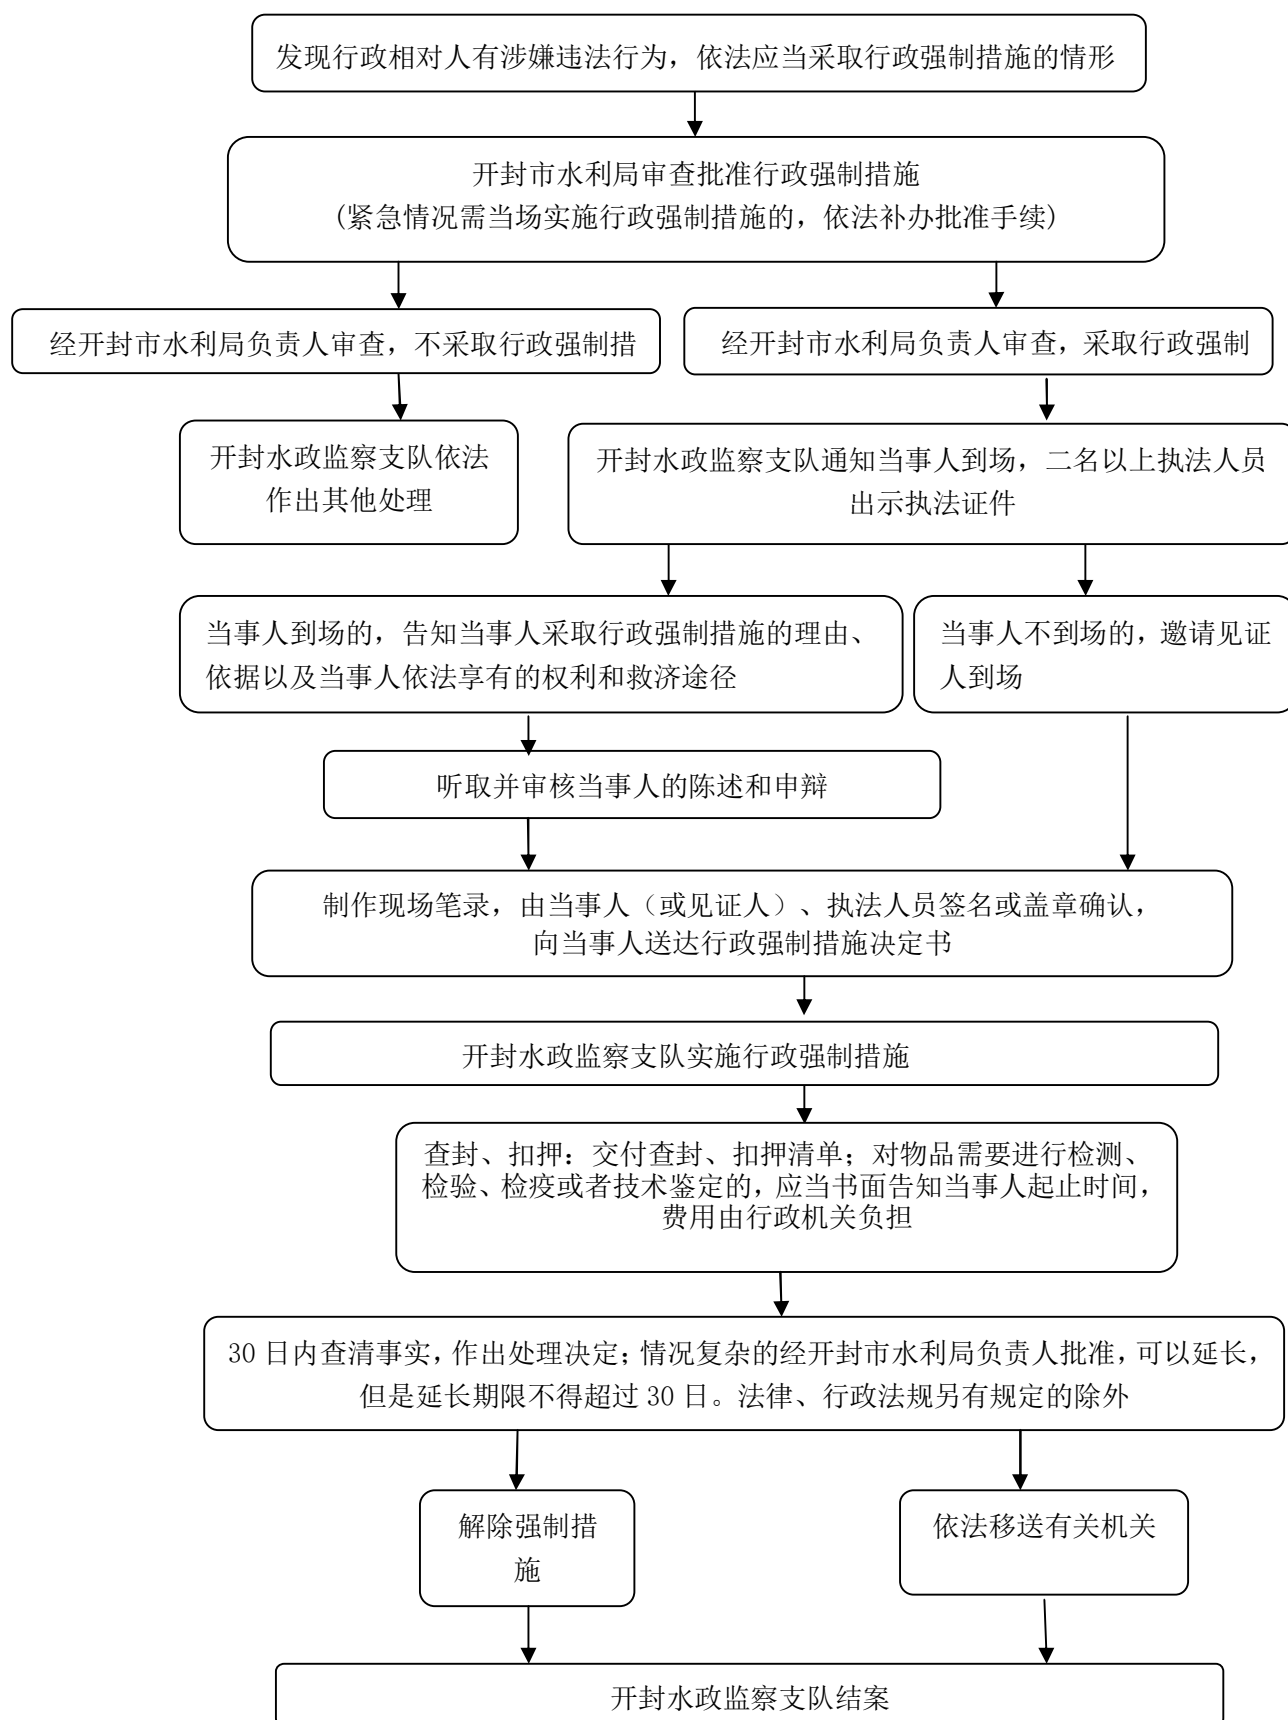 发现行政相对人有涉嫌违法行为，依法应当采取行政强制措施的情形
开封市水利局审查批准行政强制措施
(紧急情况需当场实施行政强制措施的，依法补办批准手续)
经开封市水利局负责人审查，不采取行政强制措
经开封市水利局负责人审查，采取行政强制
开封水政监察支队依法
作出其他处理
开封水政监察支队通知当事人到场，二名以上执法人员
出示执法证件
当事人到场的，告知当事人采取行政强制措施的理由、
依据以及当事人依法享有的权利和救济途径
当事人不到场的，邀请见证
人到场
听取并审核当事人的陈述和申辩
制作现场笔录，由当事人（或见证人）、执法人员签名或盖章确认，
向当事人送达行政强制措施决定书
开封水政监察支队实施行政强制措施
查封、扣押：交付查封、扣押清单；对物品需要进行检测、
检验、检疫或者技术鉴定的，应当书面告知当事人起止时间，
费用由行政机关负担
30 日内查清事实，作出处理决定；情况复杂的经开封市水利局负责人批准，可以延长，
但是延长期限不得超过 30 日。法律、行政法规另有规定的除外
解除强制措
施
依法移送有关机关
开封水政监察支队结案